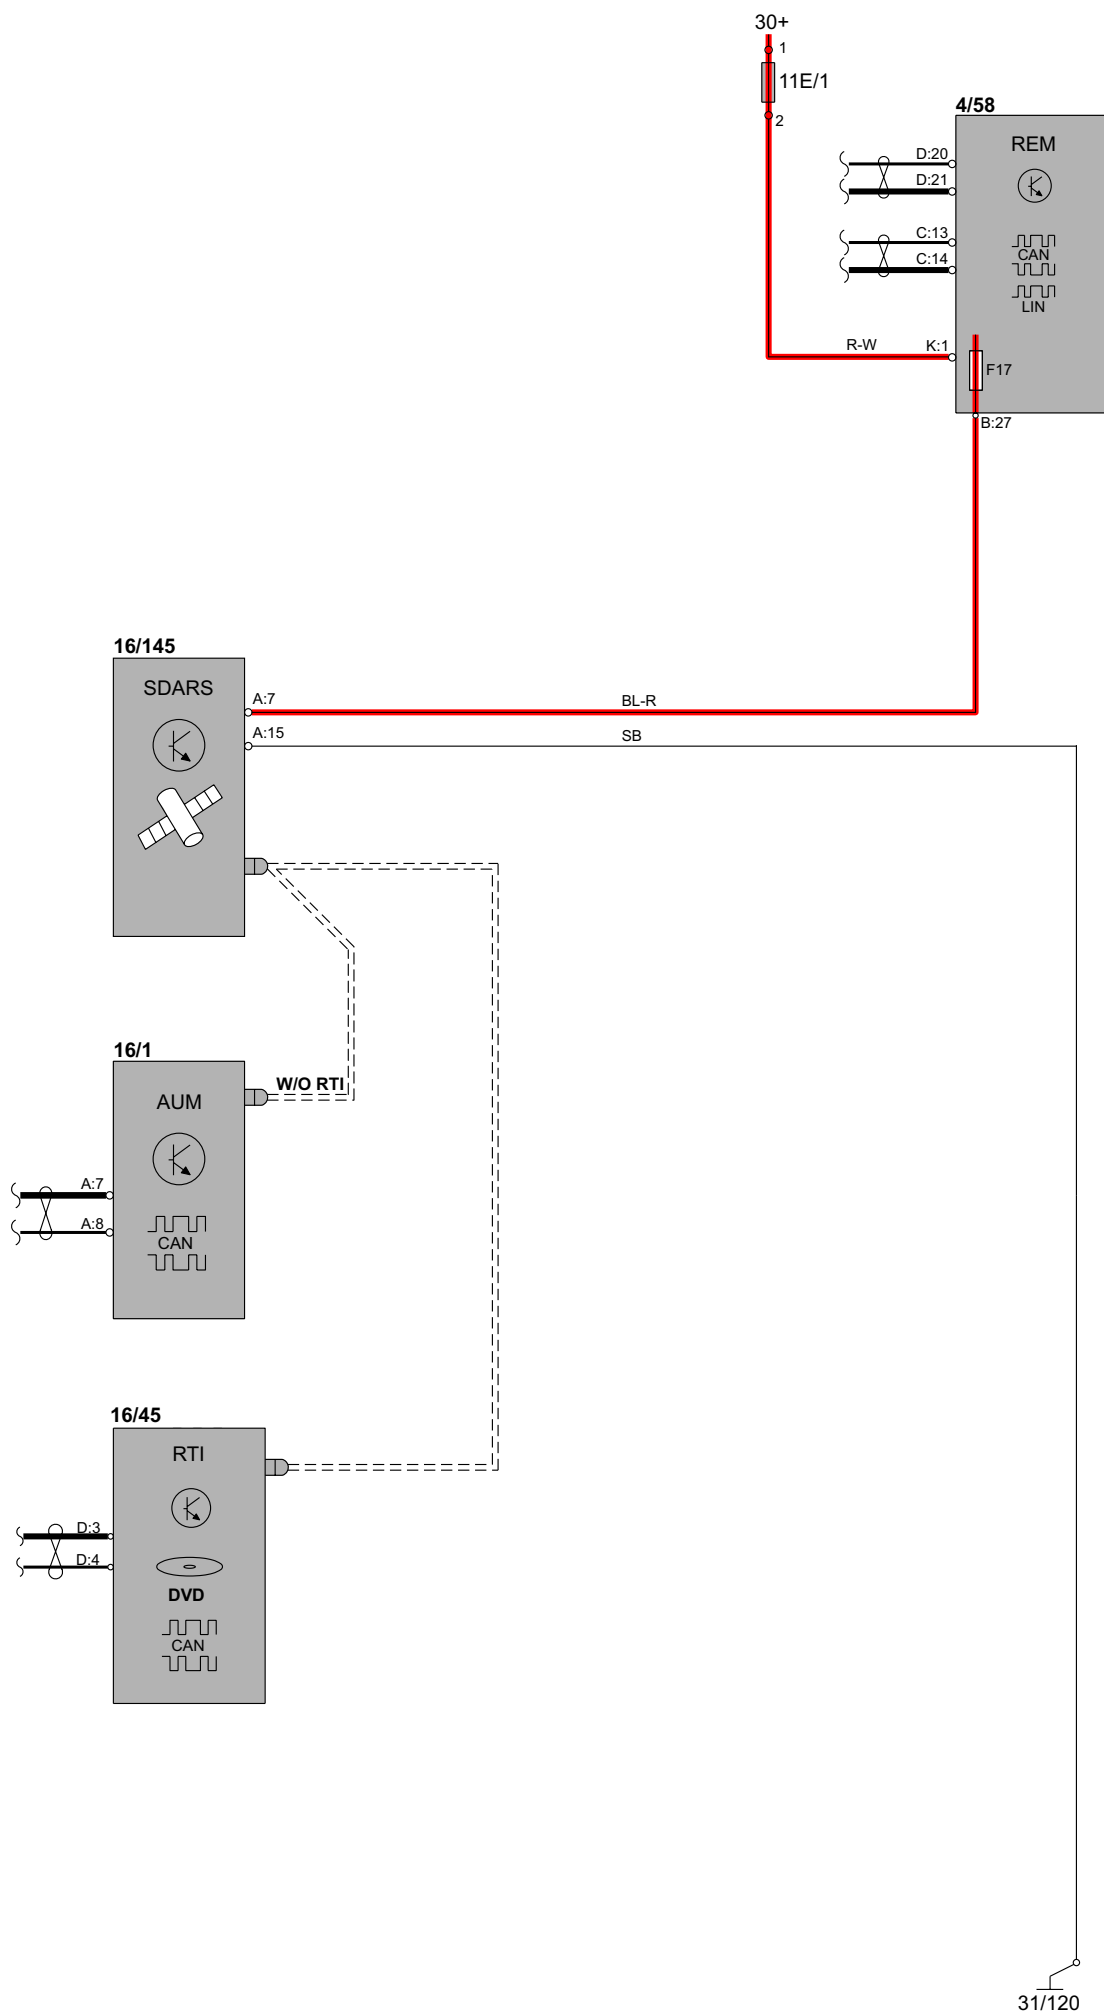 30+
1
11E/1
2
4/58
REM
D:20
D:21
C:13
C:14
CAN
LIN
R-W
K:1
F17
B:27
16/145
SDARS
A:7
BL-R
A:15
SB
16/1
W/O RTI
AUM
A:7
A:8
CAN
16/45
RTI
D:3
D:4
DVD
CAN
31/120